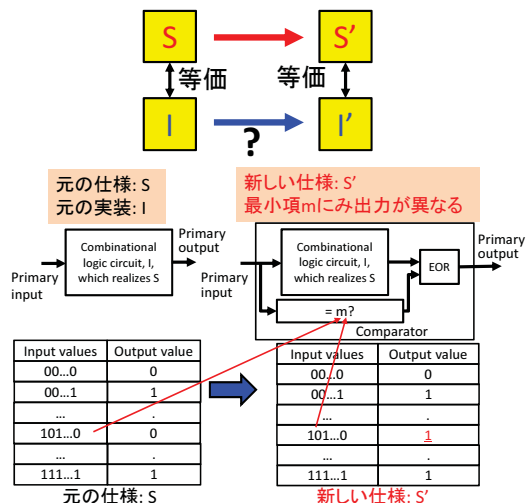 S
S'
等価
等価
I
I'
?
元の仕様: S
元の実装: I
新しい仕様: S'
最小項mにみ出力が異なる
Primary input
Combinational logic circuit, I, which realizes S
Primary output
Primary input
Combinational logic circuit, I, which realizes S
EOR
Primary output
= m?
Comparator
Input values Output value
00...0 0
00...1 1
... .
101...0 0
... .
111...1 1
元の仕様: S
Input values Output value
00...0 0
00...1 1
... .
101...0 1
... .
111...1 1
新しい仕様: S'